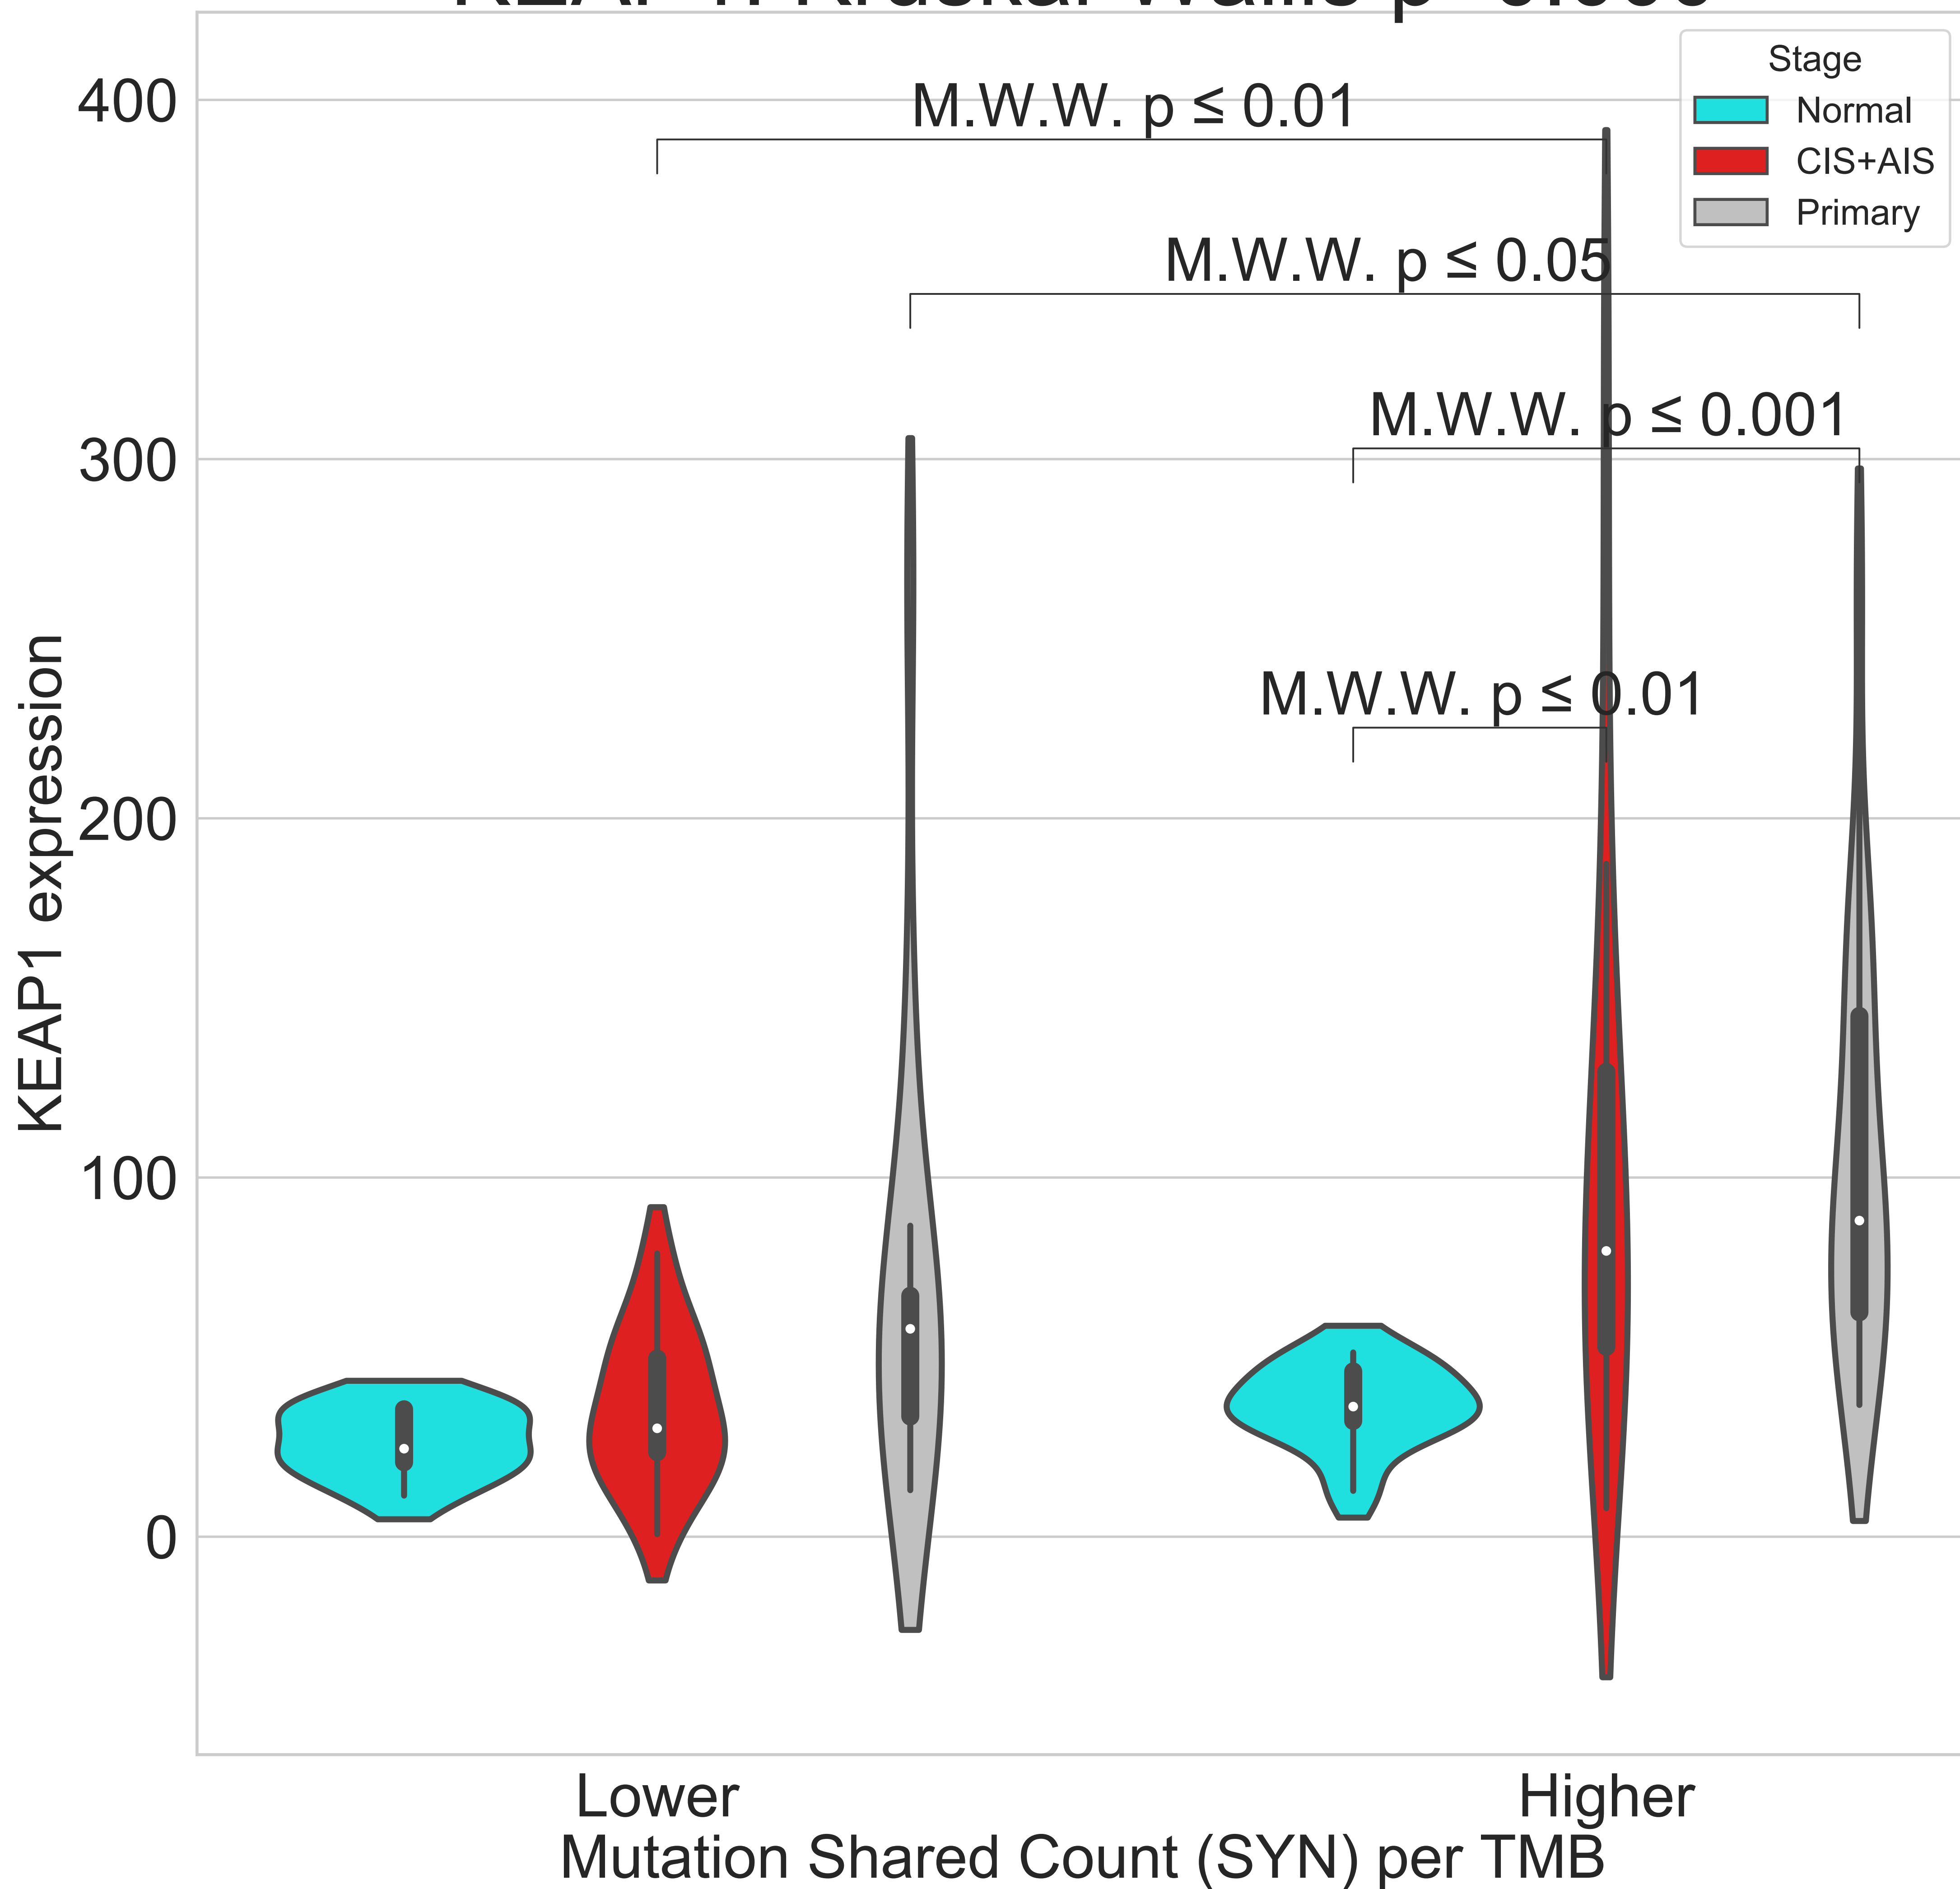 Stage
Normal
CIS+AIS
Primary
M.W.W. p ≤ 0.01
M.W.W. p ≤ 0.05
M.W.W. p ≤ 0.001
M.W.W. p ≤ 0.01
400
300
200
100
0
KEAP1 expression
Lower
Higher
Mutation Shared Count (SYN) per TMB